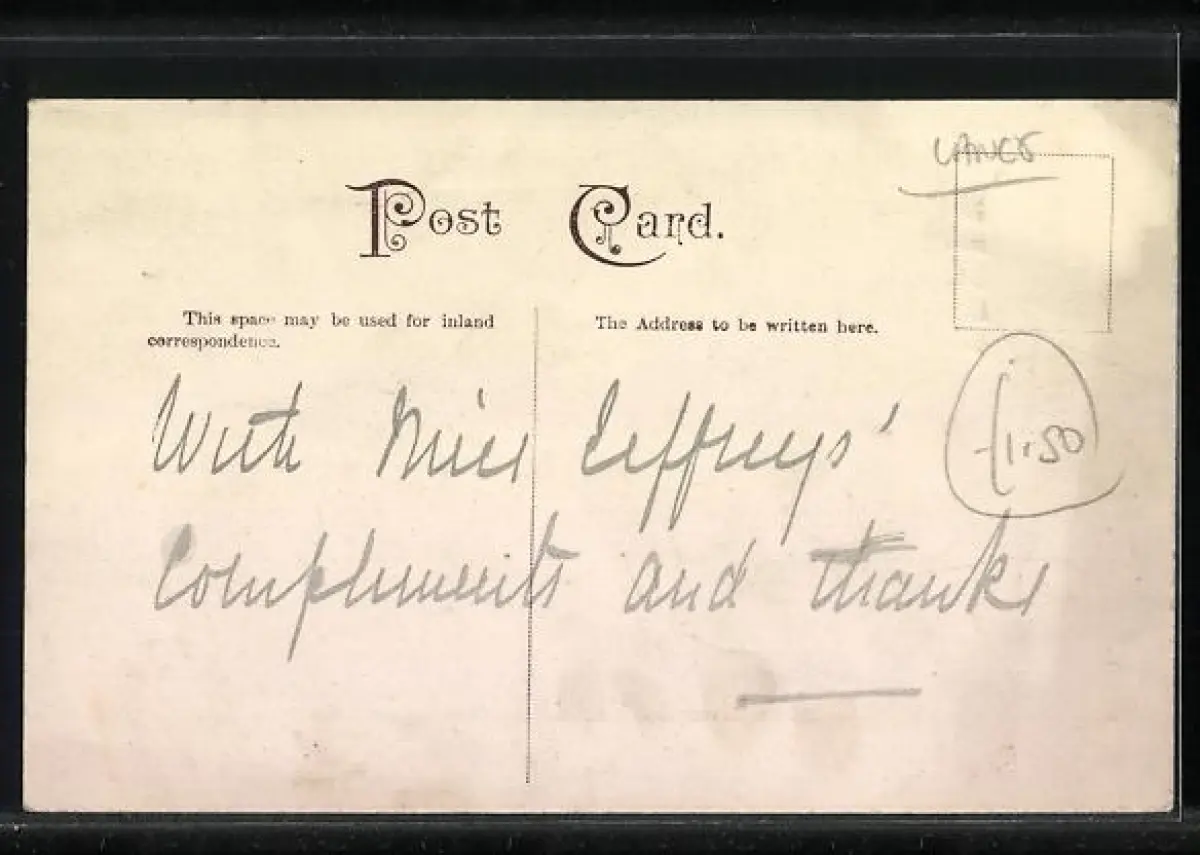 LANCS
Post Card.
This space may be used for inland
correspondence.
The Address to be written here.
With Miss Jeffreys'
£1.50
Compliments and thanks